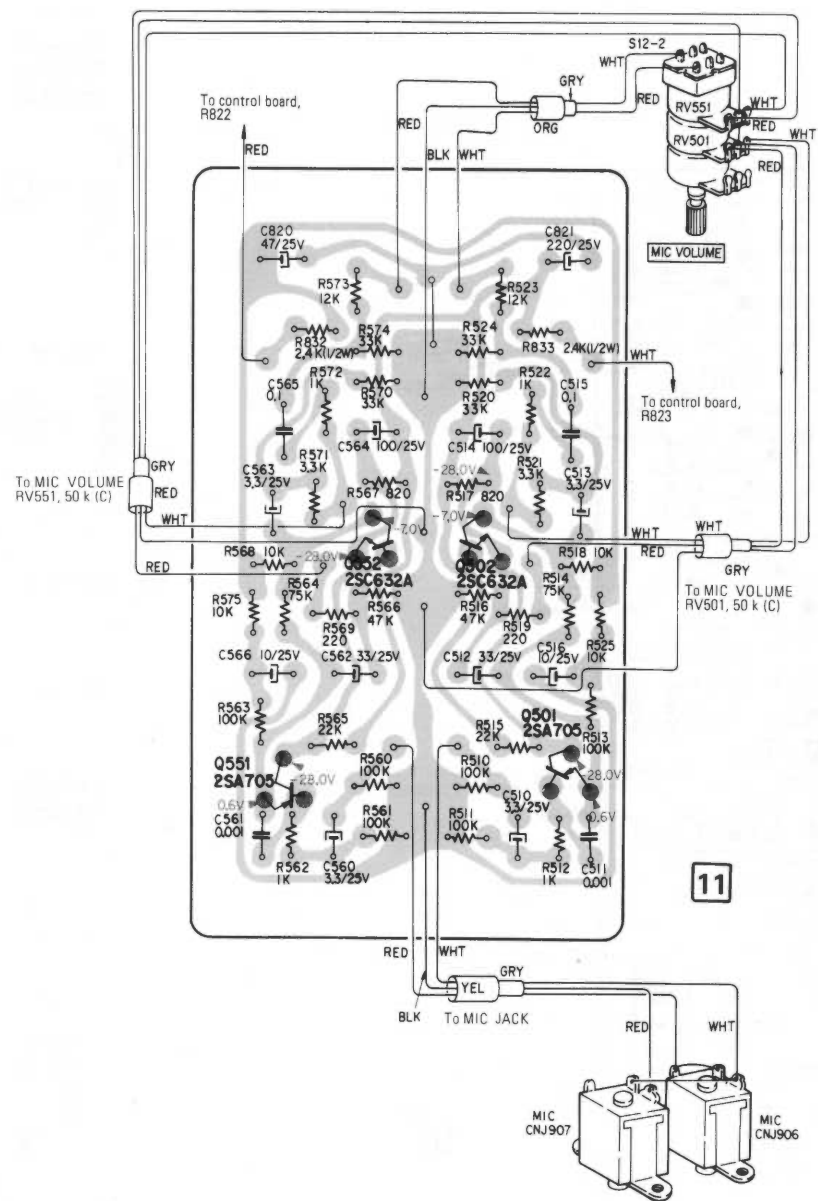 S12-2
GRY
WHT
To control board,
R822
RED
RED
ORG
RED
BLK
WHT
RV551
RV501
WHT
RED
WHT
RED
MIC VOLUME
C820
47/25V
C821
220/25V
R573
12K
R523
12K
R832
2,4K(1/2W)
R574
33K
R524
33K
R833 2.4K(1/2W)
WHT
R572
1K
R570
33K
R520
33K
R522
1K
C565
0.1
C515
0.1
To control board,
R823
C564 100/25V
C514 100/25V
GRY
To MIC VOLUME
RV551, 50 k (C)
RED
C563
3,3/25V
R571
3,3K
R567 820
-28.0V
R517 820
R521
3,3K
C513
3,3/25V
WHT
-7.0V
-7.0V
WHT
RED
WHT
GRY
To MIC VOLUME
RV501, 50 k (C)
R568 10K
-28.0V
Q552
2SC632A
Q502
2SC632A
R518 10K
RED
R564
75K
R514
75K
R575
10K
R566
47K
R516
47K
R569
220
R519
220
R525
10K
C566 10/25V
C562 33/25V
C512 33/25V
C516
10/25V
R563
100K
R565
22K
R515
22K
Q501
2SA705
R513
100K
Q551
2SA705
-28.0V
R560
100K
R510
100K
-28.0V
0.6V
C561
0.001
R561
100K
R511
100K
C510
3,3/25V
0.6V
R562
1K
C560
3.3/25V
R512
1K
C511
0.001
11
RED
WHT
BLK
YEL
GRY
To MIC JACK
RED
WHT
MIC
CNJ907
MIC
CNJ906